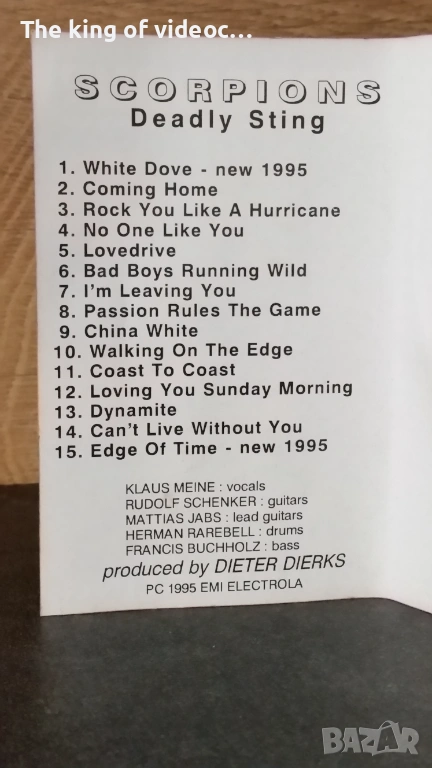 The king of videoc...
SCORPIONS
Deadly Sting
1. White Dove - new 1995
2. Coming Home
3. Rock You Like A Hurricane
4. No One Like You
5. Lovedrive
6. Bad Boys Running Wild
7. I'm Leaving You
8. Passion Rules The Game
9. China White
10. Walking On The Edge
11. Coast To Coast
12. Loving You Sunday Morning
13. Dynamite
14. Can't Live Without You
15. Edge Of Time - new 1995
KLAUS MEINE : vocals
RUDOLF SCHENKER : guitars
MATTIAS JABS : lead guitars
HERMAN RAREBELL : drums
FRANCIS BUCHHOLZ : bass
produced by DIETER DIERKS
PC 1995 EMI ELECTROLA
BAZAR